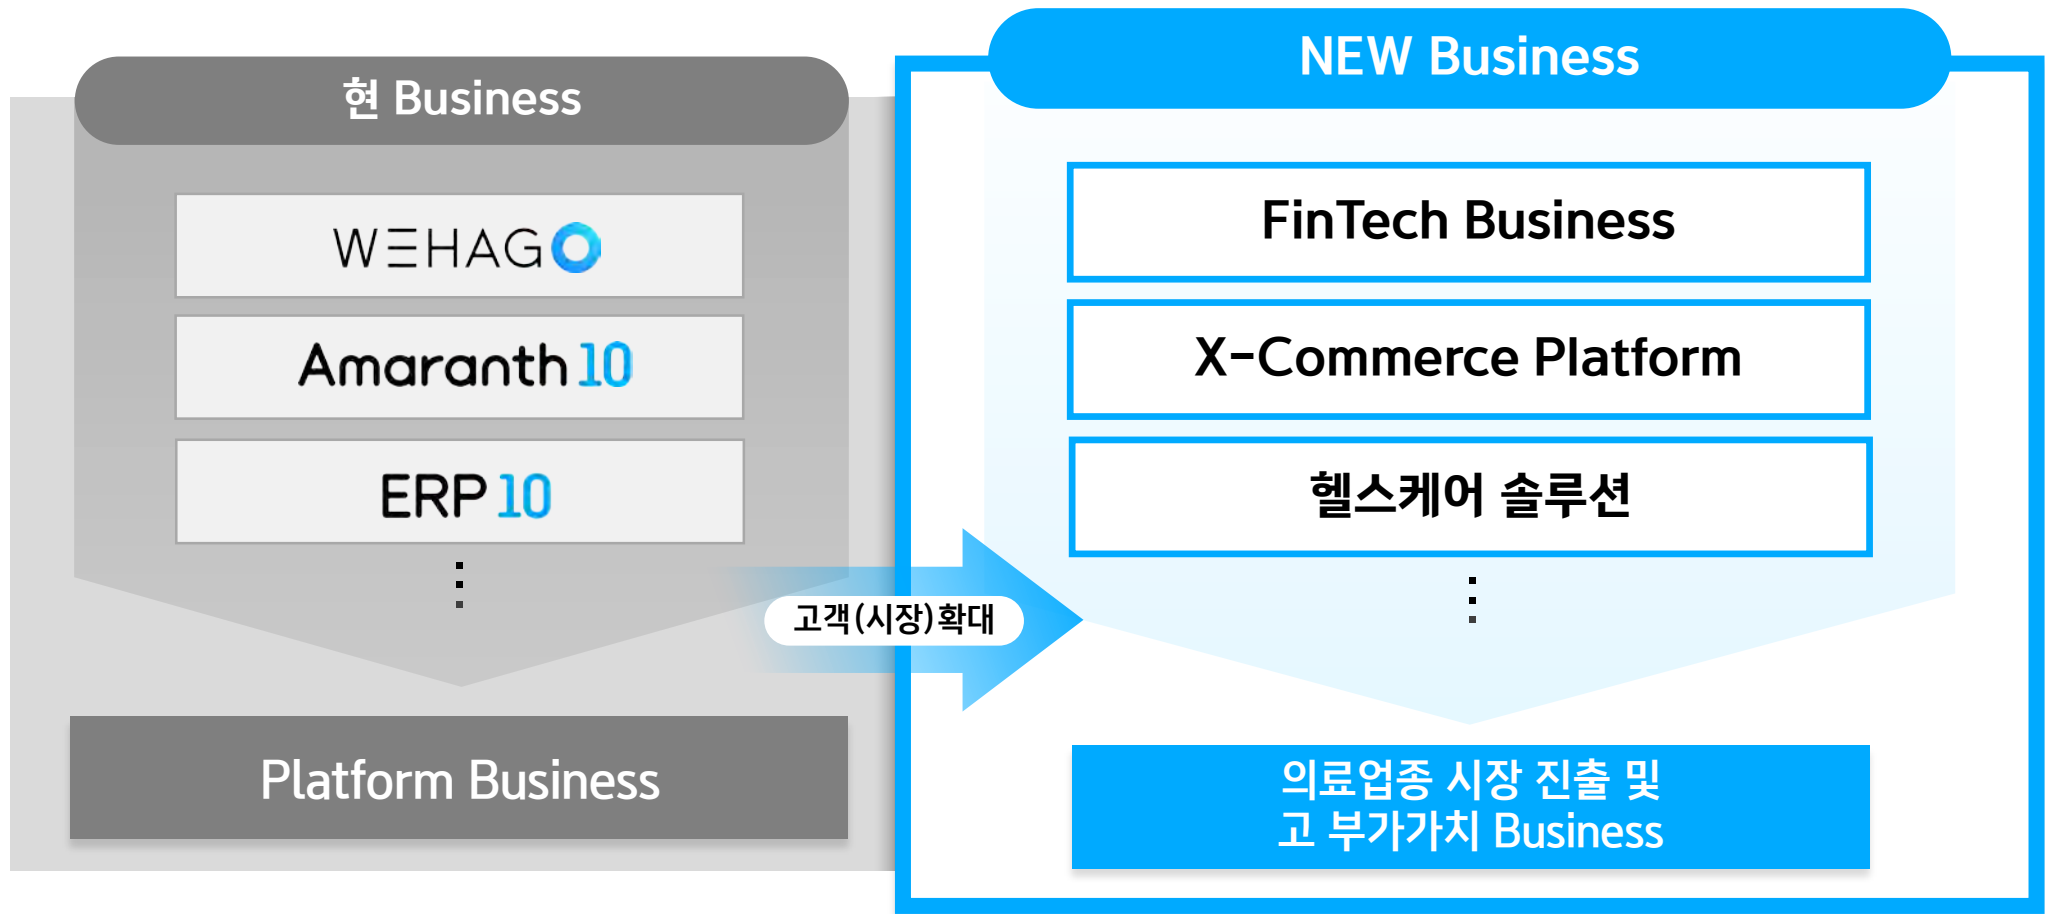 현 Business
WEHAGO
Amaranth 10
ERP 10
Platform Business
고객(시장)확대
NEW Business
FinTech Business
X-Commerce Platform
헬스케어 솔루션
의료업종 시장 진출 및
고 부가가치 Business